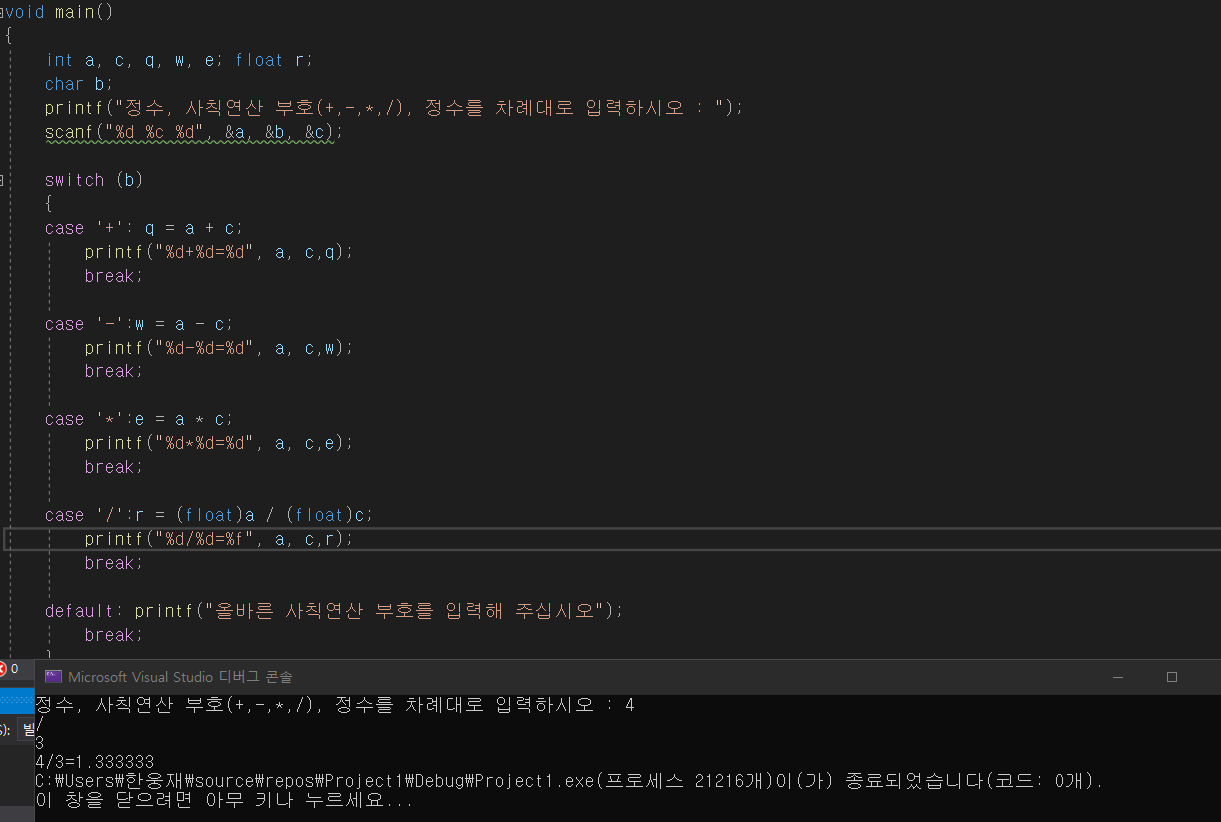 void main()
{
int a, c, q, w, e; float r;
char b;
printf("정수, 사칙연산 부호(+,-,*,/), 정수를 차례대로 입력하시오 : ");
scanf("%d %c %d", &a, &b, &c);
switch (b)
{
case '+': q = a + c;
printf("%d+%d=%d", a, c,q);
break;
case '-':w = a - c;
printf("%d-%d=%d", a, c,w);
break;
case '*':e = a * c;
printf("%d*%d=%d", a, c,e);
break;
case '/':r = (float)a / (float)c;
printf("%d/%d=%f", a, c,r);
break;
default: printf("올바른 사칙연산 부호를 입력해 주십시오");
break;
}
0
Microsoft Visual Studio 디버그 콘솔
정수, 사칙연산 부호(+,-,*,/), 정수를 차례대로 입력하시오 : 4
/
3
4/3=1.333333
C:₩Users₩한웅재₩source₩repos₩Project1₩Debug₩Project1.exe(프로세스 21216개)이(가) 종료되었습니다(코드: 0개).
이 창을 닫으려면 아무 키나 누르세요...